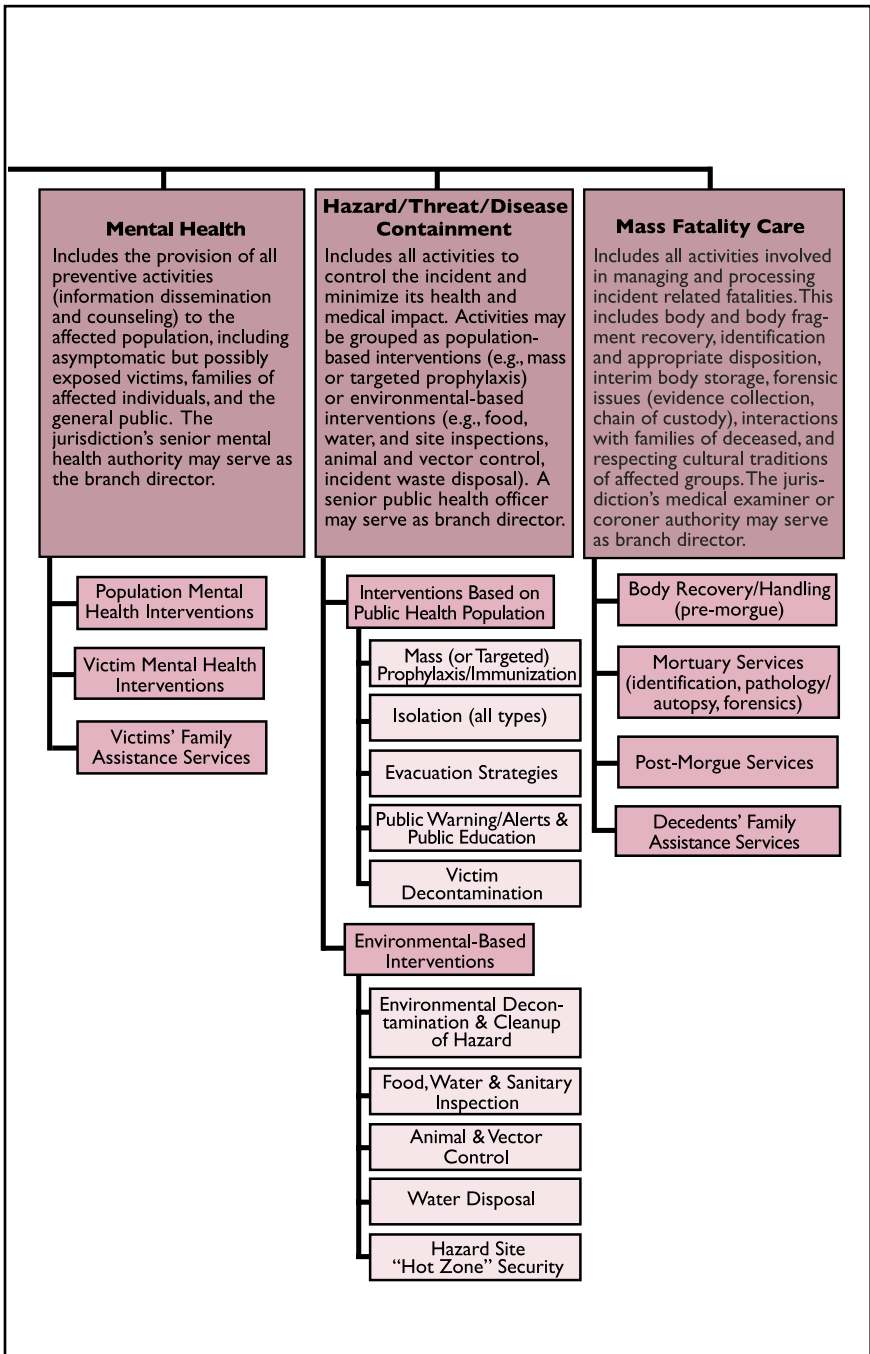 Mental Health
Includes the provision of all
preventive activities
(information dissemination
and counseling) to the
affected population, including
asymptomatic but possibly
exposed victims, families of
affected individuals, and the
general public. The
jurisdiction’s senior mental
health authority may serve as
the branch director.
Population Mental
Health Interventions
Victim Mental Health
Interventions
Victims’ Family
Assistance Services
Hazard/Threat/Disease
Containment
Includes all activities to
control the incident and
minimize its health and
medical impact. Activities may
be grouped as population-
based interventions (e.g., mass
or targeted prophylaxis)
or environmental-based
interventions (e.g., food,
water, and site inspections,
animal and vector control,
incident waste disposal). A
senior public health officer
may serve as branch director.
Interventions Based on
Public Health Population
Mass (or Targeted)
Prophylaxis/Immunization
Isolation (all types)
Evacuation Strategies
Public Warning/Alerts &
Public Education
Victim
Decontamination
Environmental-Based
Interventions
Environmental Decon-
tamination & Cleanup
of Hazard
Food, Water & Sanitary
Inspection
Animal & Vector
Control
Water Disposal
Hazard Site
“Hot Zone” Security
Mass Fatality Care
Includes all activities involved
in managing and processing
incident related fatalities. This
includes body and body frag-
ment recovery, identification
and appropriate disposition,
interim body storage, forensic
issues (evidence collection,
chain of custody), interactions
with families of deceased, and
respecting cultural traditions
of affected groups. The juris-
diction’s medical examiner or
coroner authority may serve
as branch director.
Body Recovery/Handling
(pre-morgue)
Mortuary Services
(identification, pathology/
autopsy, forensics)
Post-Morgue Services
Decedents’ Family
Assistance Services